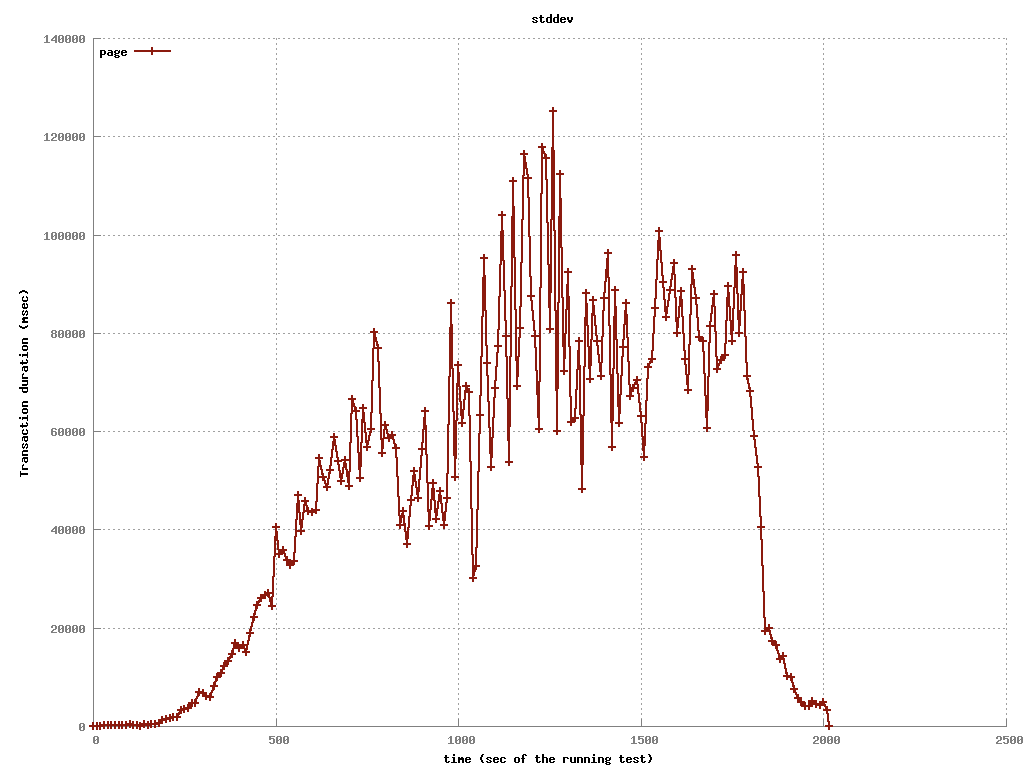 stddev
140000
page
120000
100000
80000
Transaction duration (msec)
60000
40000
20000
0
0 500 1000 1500 2000 2500
time (sec of the running test)